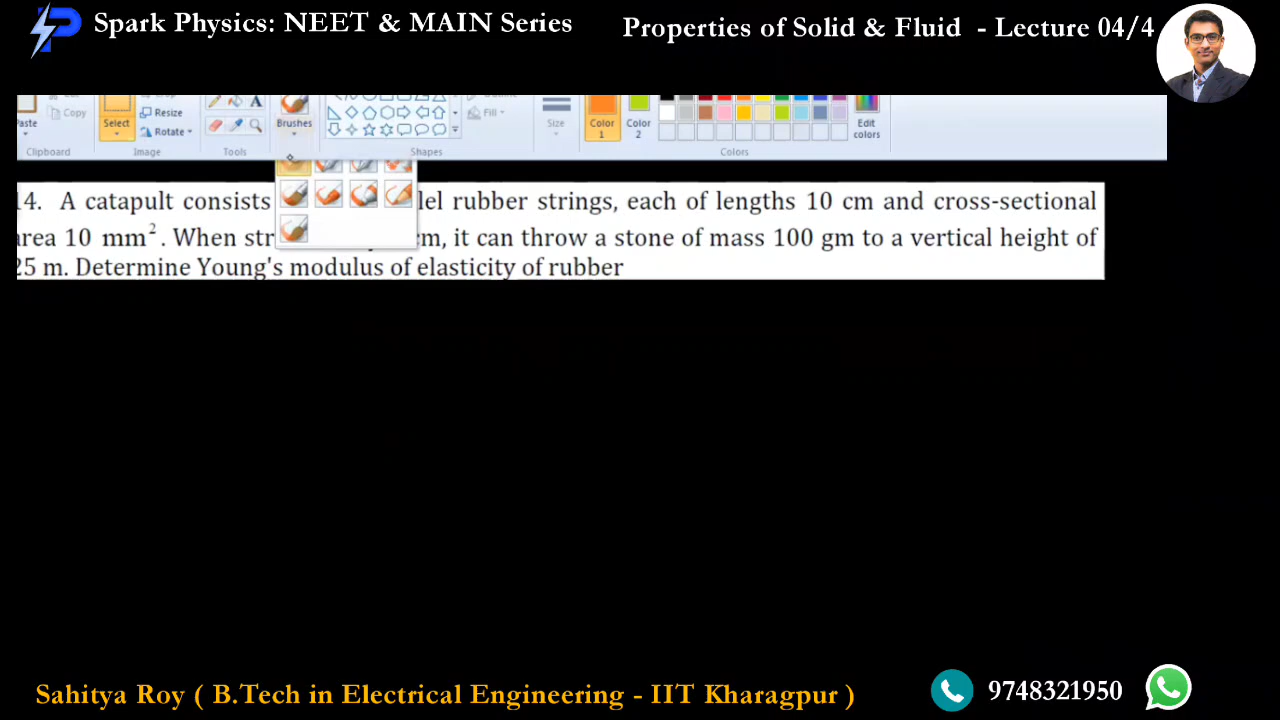 Spark Physics: NEET & MAIN Series
Properties of Solid & Fluid - Lecture 04/4
Copy
Resize
Rotate
Select
Brushes
Fill
Size
Color 1
Color 2
Edit colors
Clipboard
Image
Tools
Shapes
Colors
14. A catapult consists rubber strings, each of lengths 10 cm and cross-sectional
area 10 mm². When cm, it can throw a stone of mass 100 gm to a vertical height of
25 m. Determine Young's modulus of elasticity of rubber
Sahitya Roy ( B.Tech in Electrical Engineering - IIT Kharagpur )
9748321950